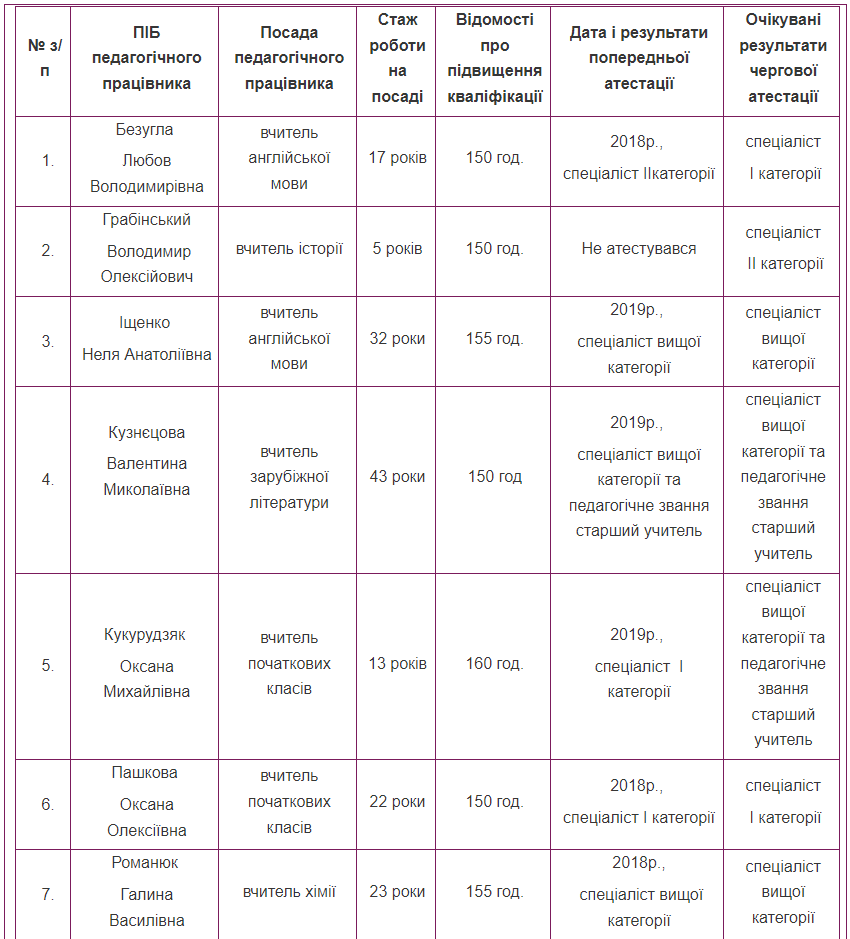 № з/
п
ПІБ
педагогічного
працівника
Посада
педагогічного
працівника
Стаж
роботи
на
посаді
Відомості
про
підвищення
кваліфікації
Дата і результати
попередньої
атестації
Очікувані
результати
чергової
атестації
1.
Безугла
Любов
Володимирівна
вчитель
англійської
мови
17 років
150 год.
2018р.,
спеціаліст ІІкатегорії
спеціаліст
І категорії
2.
Грабінський
Володимир
Олексійович
вчитель історії
5 років
150 год.
Не атестувався
спеціаліст
ІІ категорії
3.
Іщенко
Неля Анатоліївна
вчитель
англійської
мови
32 роки
155 год.
2019р.,
спеціаліст вищої
категорії
спеціаліст
вищої
категорії
4.
Кузнєцова
Валентина
Миколаївна
вчитель
зарубіжної
літератури
43 роки
150 год
2019р.,
спеціаліст вищої
категорії та
педагогічне звання
старший учитель
спеціаліст
вищої
категорії та
педагогічне
звання
старший
учитель
5.
Кукурудзяк
Оксана
Михайлівна
вчитель
початкових
класів
13 років
160 год.
2019р.,
спеціаліст І
категорії
спеціаліст
вищої
категорії та
педагогічне
звання
старший
учитель
6.
Пашкова
Оксана
Олексіївна
вчитель
початкових
класів
22 роки
150 год.
2018р.,
спеціаліст І категорії
спеціаліст
І категорії
7.
Романюк
Галина
Василівна
вчитель хімії
23 роки
155 год.
2018р.,
спеціаліст вищої
категорії
спеціаліст
вищої
категорії